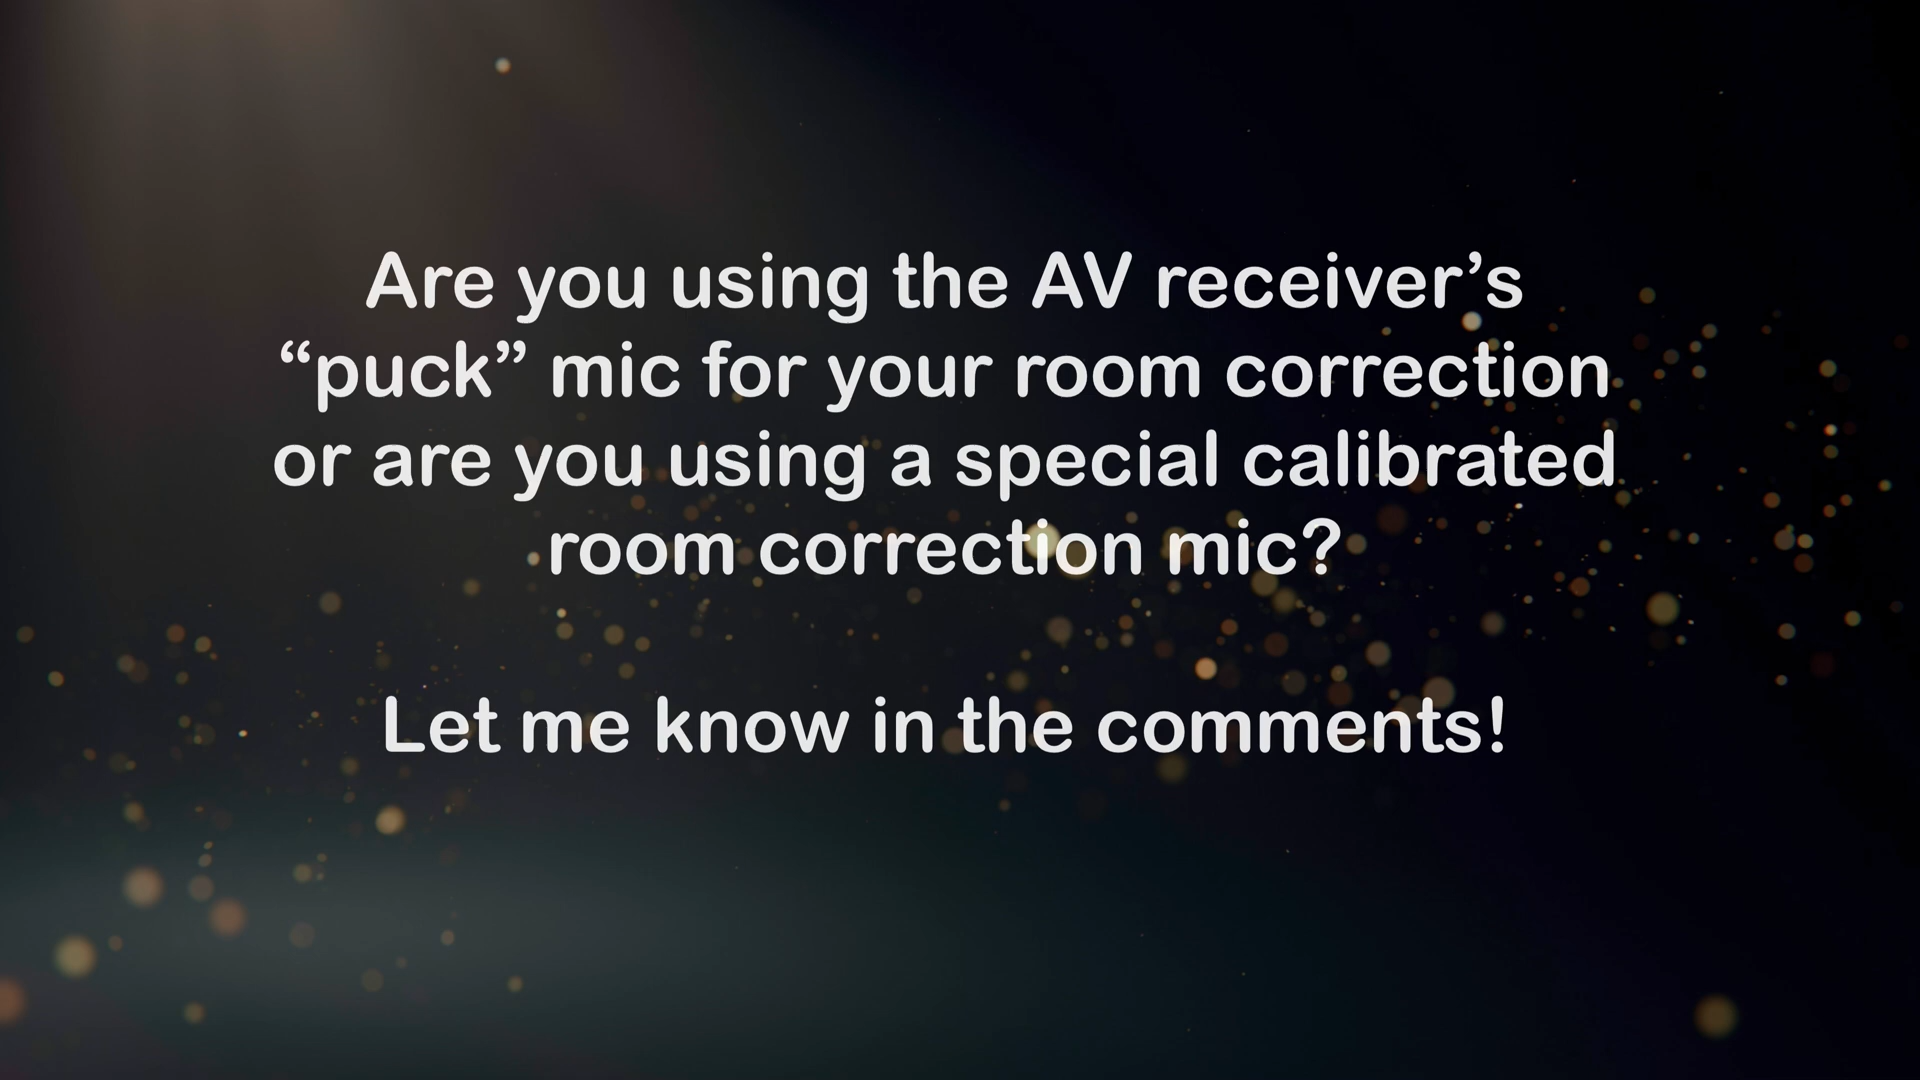 Are you using the AV receiver’s
“puck” mic for your room correction
or are you using a special calibrated
room correction mic?
Let me know in the comments!